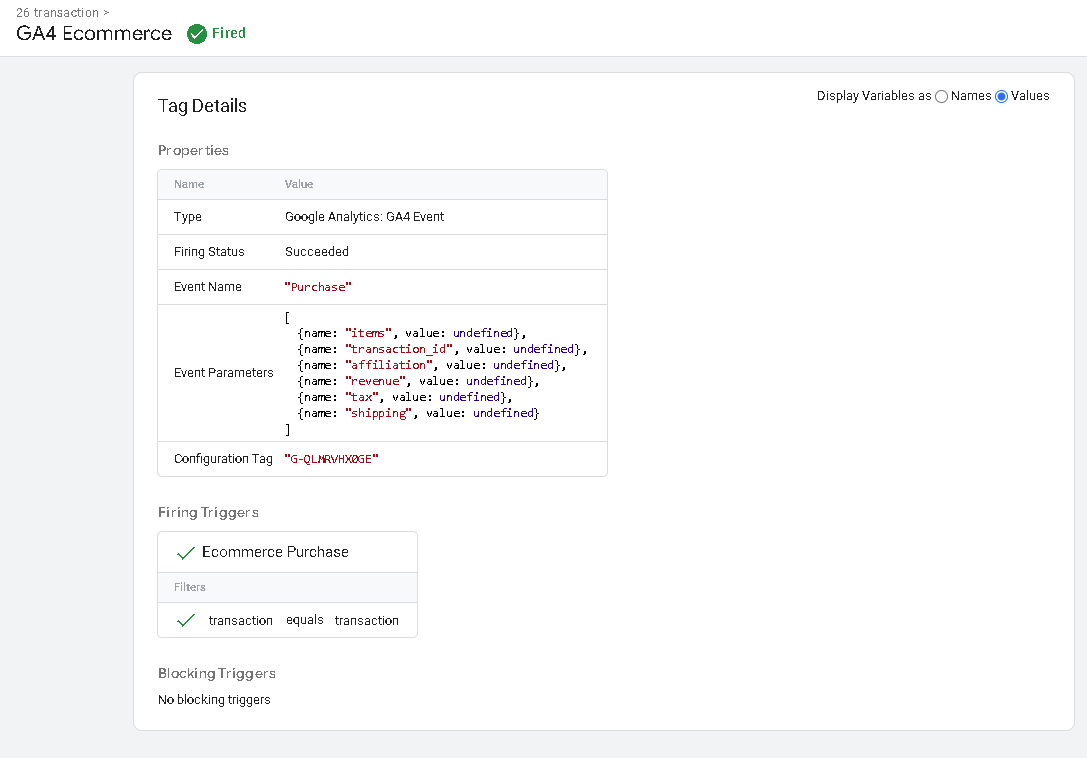 26 transaction >
GA4 Ecommerce Fired
Tag Details
Display Variables as Names Values
Properties
Name Value
Type Google Analytics: GA4 Event
Firing Status Succeeded
Event Name "Purchase"
Event Parameters
[
{name: "items", value: undefined},
{name: "transaction_id", value: undefined},
{name: "affiliation", value: undefined},
{name: "revenue", value: undefined},
{name: "tax", value: undefined},
{name: "shipping", value: undefined}
]
Configuration Tag "G-QLMRVHX0GE"
Firing Triggers
Ecommerce Purchase
Filters
transaction equals transaction
Blocking Triggers
No blocking triggers